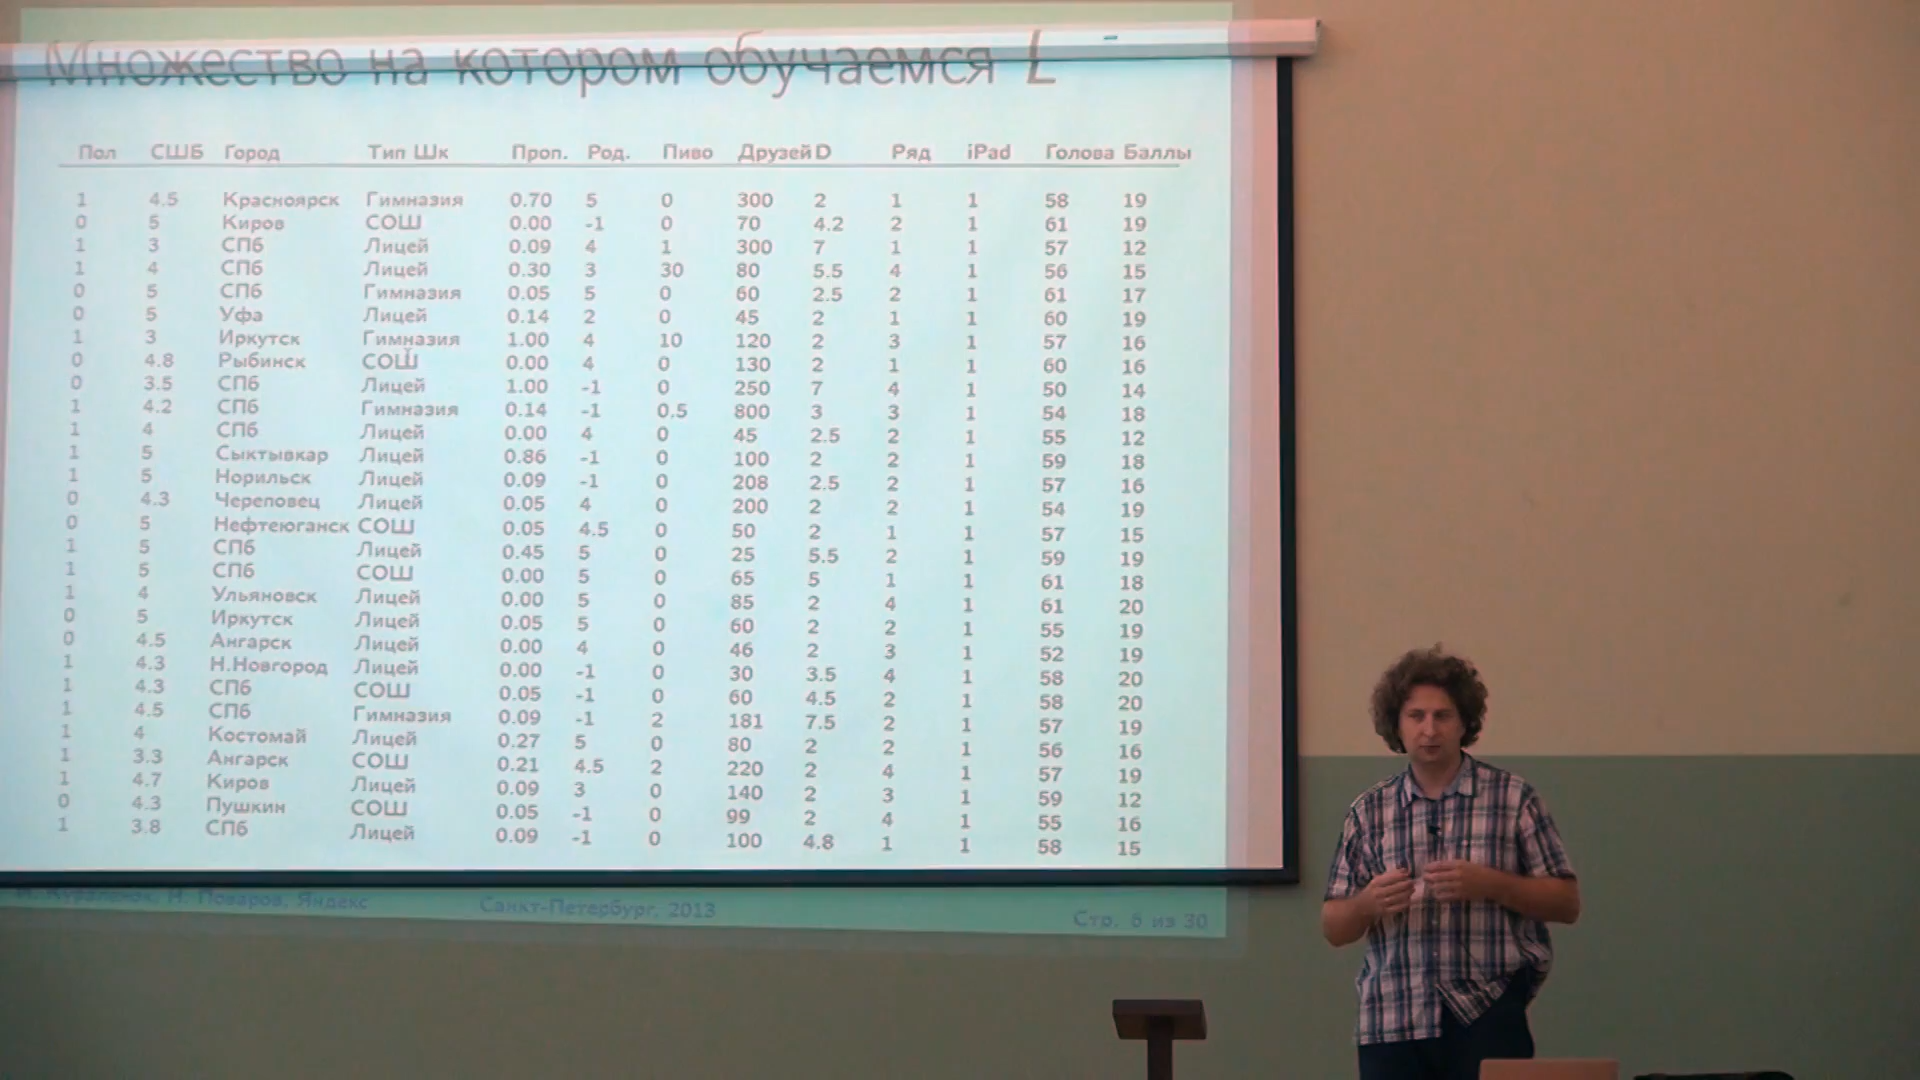 Множество на котором обучаемся L
Пол СШБ Город Тип Шк Проп. Род. Пиво Друзей D Ряд iPad Голова Баллы
1 4.5 Красноярск Гимназия 0.70 5 0 300 2 1 1 58 19
0 5 Киров СОШ 0.00 -1 0 70 4.2 2 1 61 19
1 3 СПб Лицей 0.09 4 1 300 7 1 1 57 12
1 4 СПб Лицей 0.30 3 30 80 5.5 4 1 56 15
0 5 СПб Гимназия 0.05 5 0 60 2.5 2 1 61 17
0 5 Уфа Лицей 0.14 2 0 45 2 1 1 60 19
1 3 Иркутск Гимназия 1.00 4 10 120 2 3 1 57 16
0 4.8 Рыбинск СОШ 0.00 4 0 130 2 1 1 60 16
0 3.5 СПб Лицей 1.00 -1 0 250 7 4 1 50 14
1 4.2 СПб Гимназия 0.14 -1 0.5 800 3 3 1 54 18
1 4 СПб Лицей 0.00 4 0 45 2.5 2 1 55 12
1 5 Сыктывкар Лицей 0.86 -1 0 100 2 2 1 59 18
1 5 Норильск Лицей 0.09 -1 0 208 2.5 2 1 57 16
0 4.3 Череповец Лицей 0.05 4 0 200 2 2 1 54 19
0 5 Нефтеюганск СОШ 0.05 4.5 0 50 2 1 1 57 15
1 5 СПб Лицей 0.45 5 0 25 5.5 2 1 59 19
1 5 СПб СОШ 0.00 5 0 65 5 1 1 61 18
1 4 Ульяновск Лицей 0.00 5 0 85 2 4 1 61 20
0 5 Иркутск Лицей 0.05 5 0 60 2 2 1 55 19
0 4.5 Ангарск Лицей 0.00 4 0 46 2 3 1 52 19
1 4.3 Н.Новгород Лицей 0.00 -1 0 30 3.5 4 1 58 20
1 4.3 СПб СОШ 0.05 -1 0 60 4.5 2 1 58 20
1 4.5 СПб Гимназия 0.09 -1 2 181 7.5 2 1 57 19
1 4 Костомай Лицей 0.27 5 0 80 2 2 1 56 16
1 3.3 Ангарск СОШ 0.21 4.5 2 220 2 4 1 57 19
1 4.7 Киров Лицей 0.09 3 0 140 2 3 1 59 12
0 4.3 Пушкин СОШ 0.05 -1 0 99 2 4 1 55 16
1 3.8 СПб Лицей 0.09 -1 0 100 4.8 1 1 58 15
И. Кураленок, Н. Поваров, Яндекс Санкт-Петербург, 2013 Стр. 6 из 30